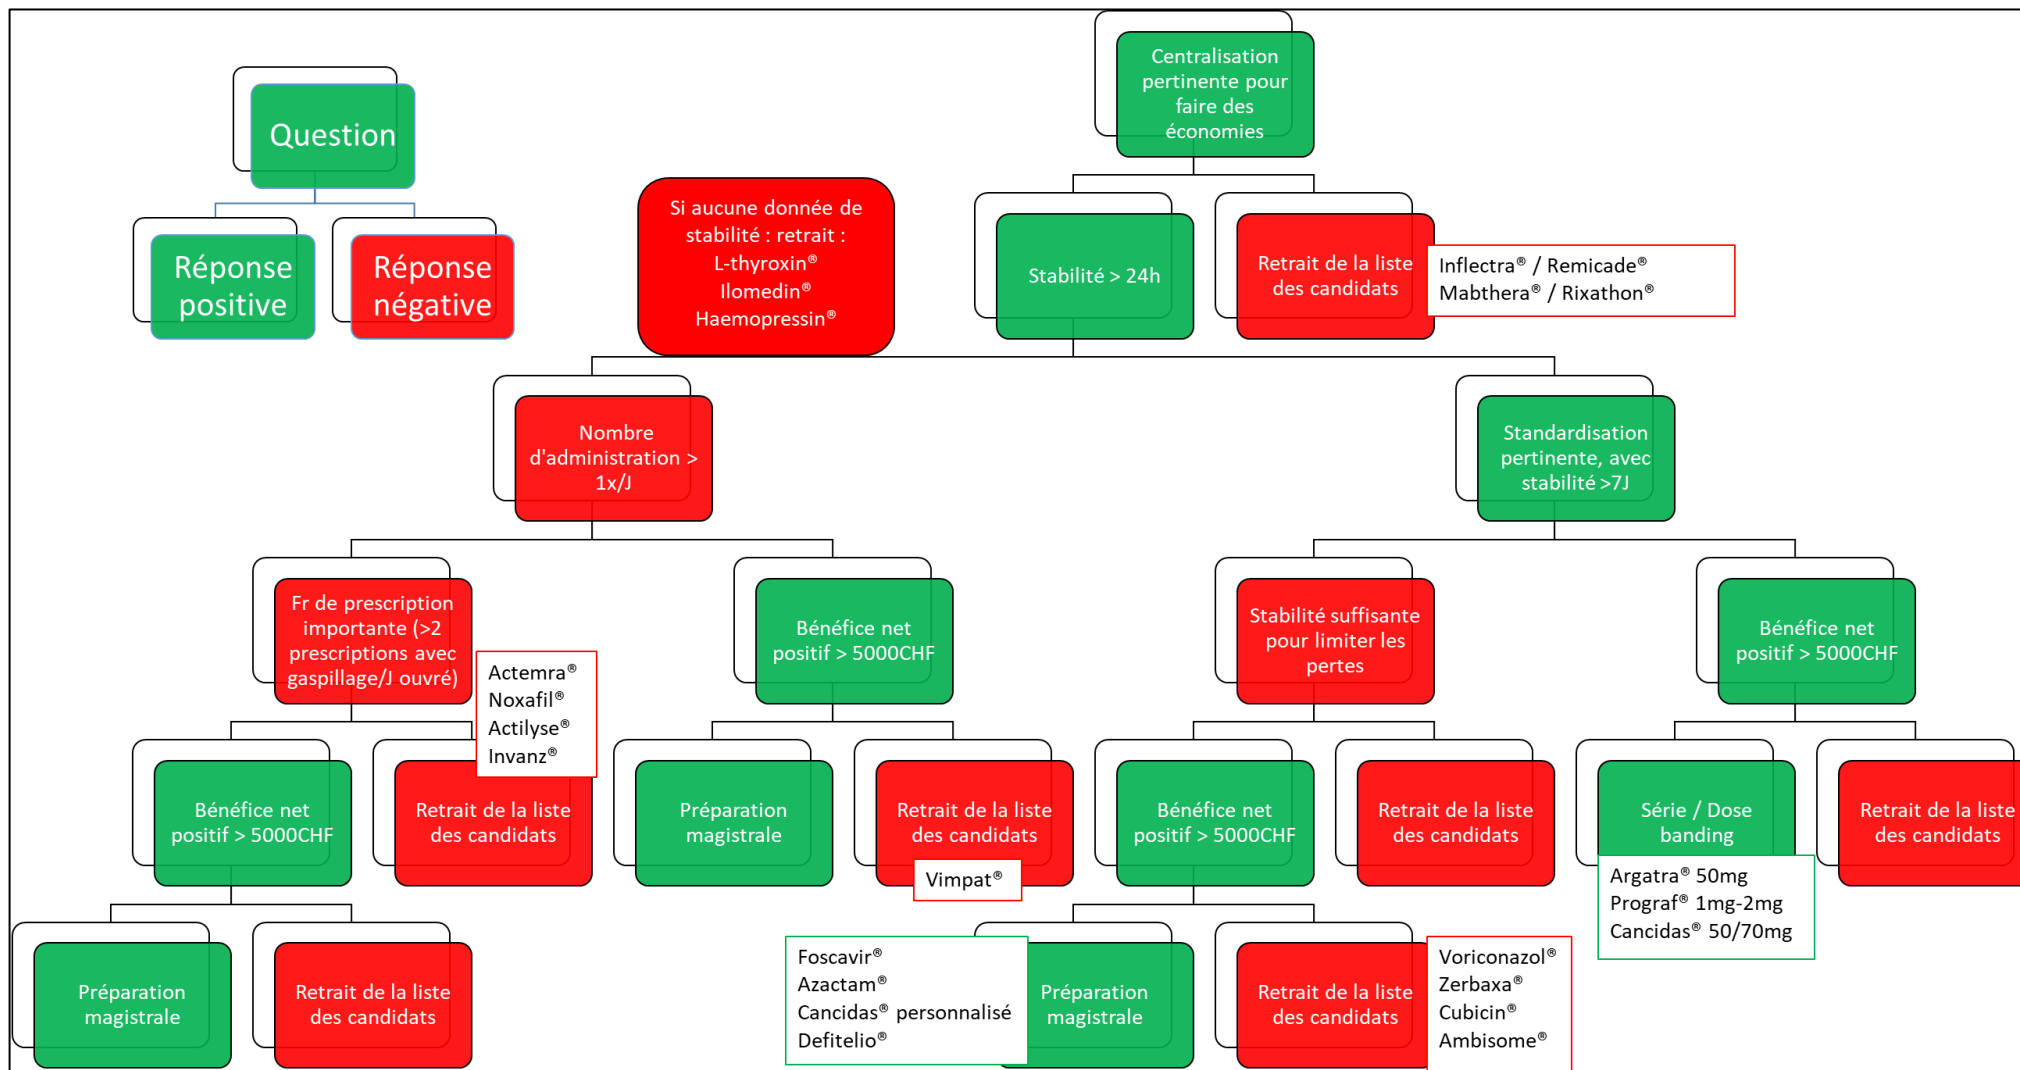 Centralisation
pertinente pour
faire des
économies
Question
Réponse
positive
Réponse
négative
Si aucune donnée de
stabilité : retrait :
L-thyroxin®
Ilomedin®
Haemopressin®
Stabilité > 24h
Retrait de la liste
des candidats
Inflectra® / Remicade®
Mabthera® / Rixathon®
Nombre
d'administration >
1x/J
Standardisation
pertinente, avec
stabilité >7J
Fr de prescription
importante (>2
prescriptions avec
gaspillage/J ouvré)
Actemra®
Noxafil®
Actilyse®
Invanz®
Bénéfice net
positif > 5000CHF
Stabilité suffisante
pour limiter les
pertes
Bénéfice net
positif > 5000CHF
Bénéfice net
positif > 5000CHF
Retrait de la liste
des candidats
Préparation
magistrale
Retrait de la liste
des candidats
Vimpat®
Bénéfice net
positif > 5000CHF
Retrait de la liste
des candidats
Série / Dose
banding
Argatra® 50mg
Prograf® 1mg-2mg
Cancidas® 50/70mg
Retrait de la liste
des candidats
Préparation
magistrale
Retrait de la liste
des candidats
Foscavir®
Azactam®
Cancidas® personnalisé
Defitelio®
Préparation
magistrale
Retrait de la liste
des candidats
Voriconazol®
Zerbaxa®
Cubicin®
Ambisome®